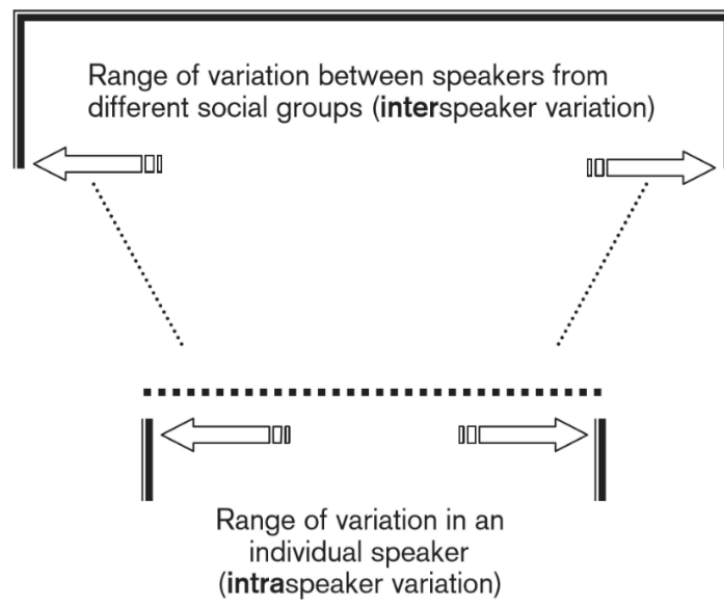 Range of variation between speakers from
different social groups (interspeaker variation)
Range of variation in an
individual speaker
(intraspeaker variation)